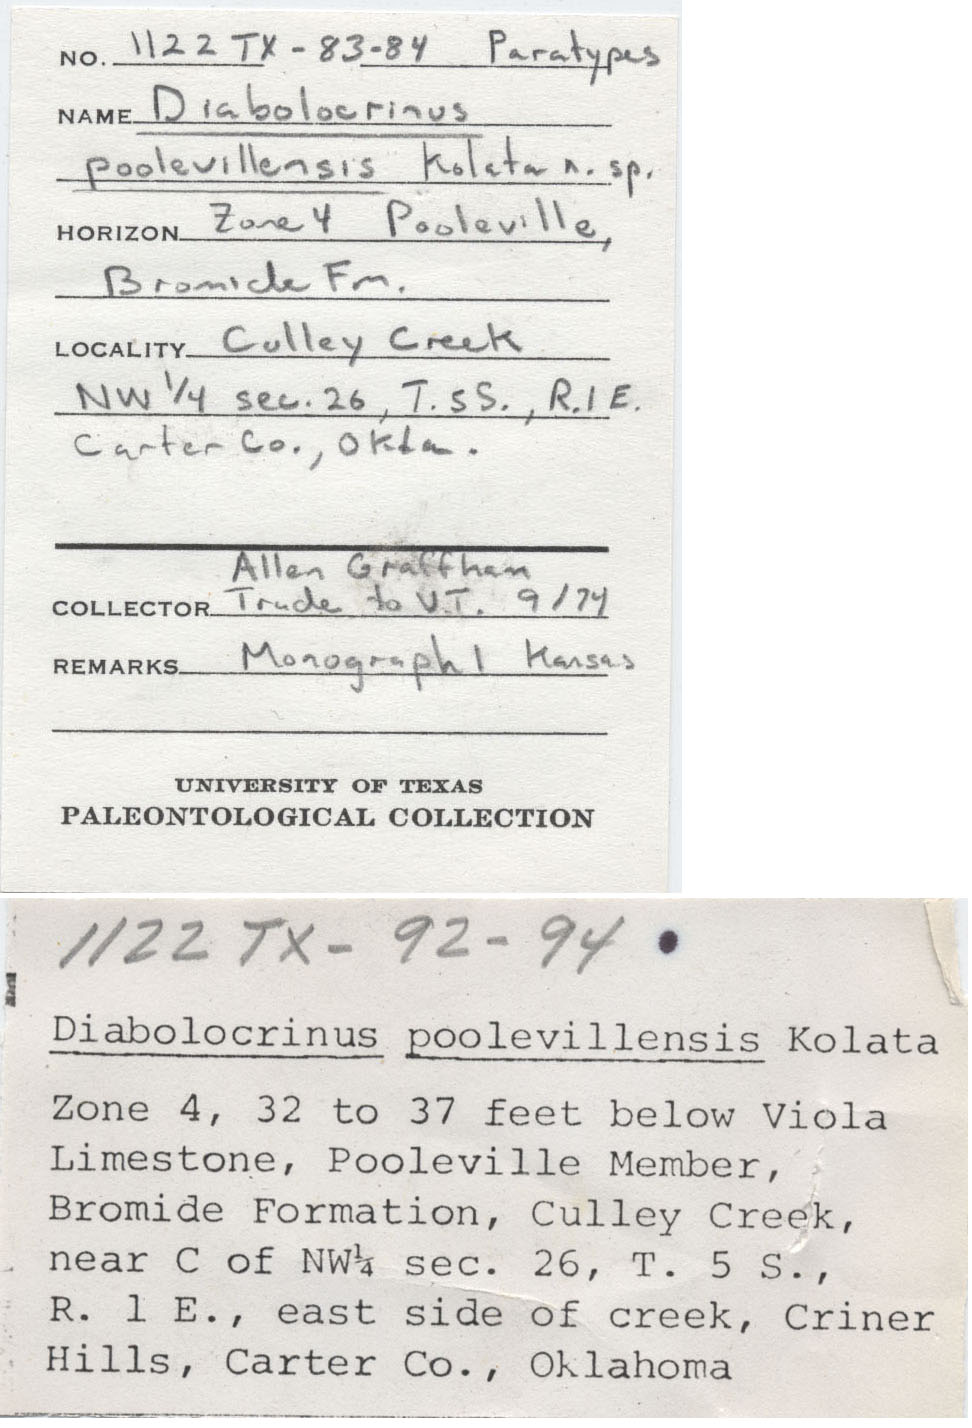 NO. 1122 TX - 83-84 Paratypes
NAME Diabolocrinus
poolevillensis Kolata n. sp.
HORIZON Zone 4 Pooleville,
Bromide Fm.
LOCALITY Culley Creek
NW 1/4 sec. 26, T. 5S., R. 1 E.
Carter Co., Okla.
Allen Graffham
COLLECTOR Trade to U.T. 9/74
REMARKS Monograph 1 Kansas
UNIVERSITY OF TEXAS
PALEONTOLOGICAL COLLECTION
1122 TX - 92 - 94
Diabolocrinus poolevillensis Kolata
Zone 4, 32 to 37 feet below Viola
Limestone, Pooleville Member,
Bromide Formation, Culley Creek,
near C of NW¼ sec. 26, T. 5 S.,
R. 1 E., east side of creek, Criner
Hills, Carter Co., Oklahoma